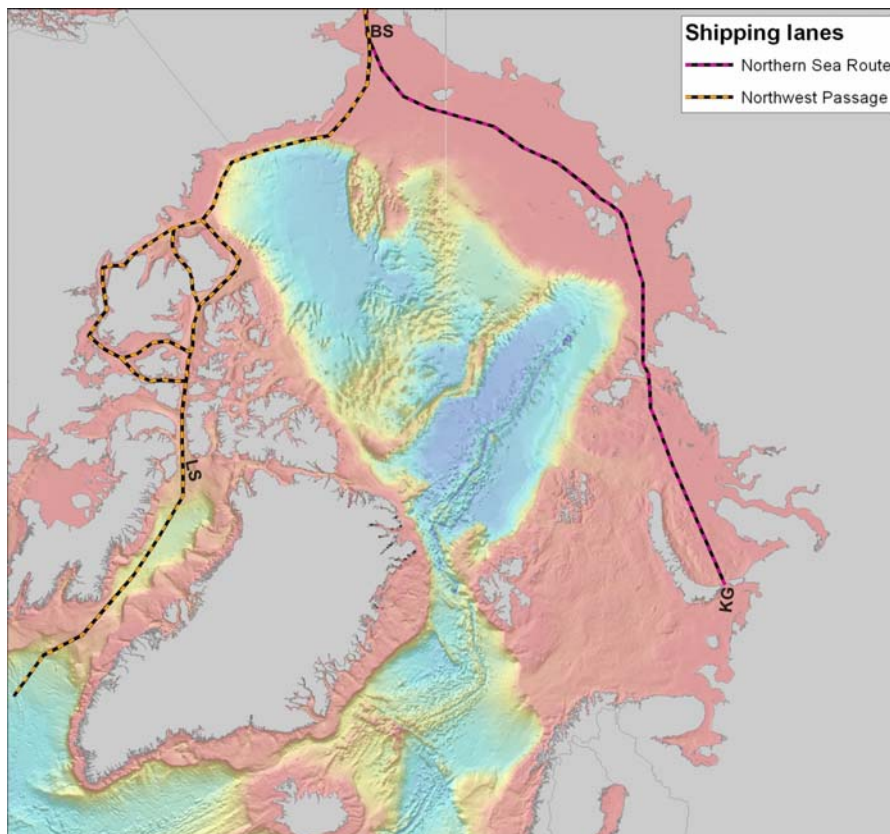 BS
Shipping lanes
Northern Sea Route
Northwest Passage
LS
KG